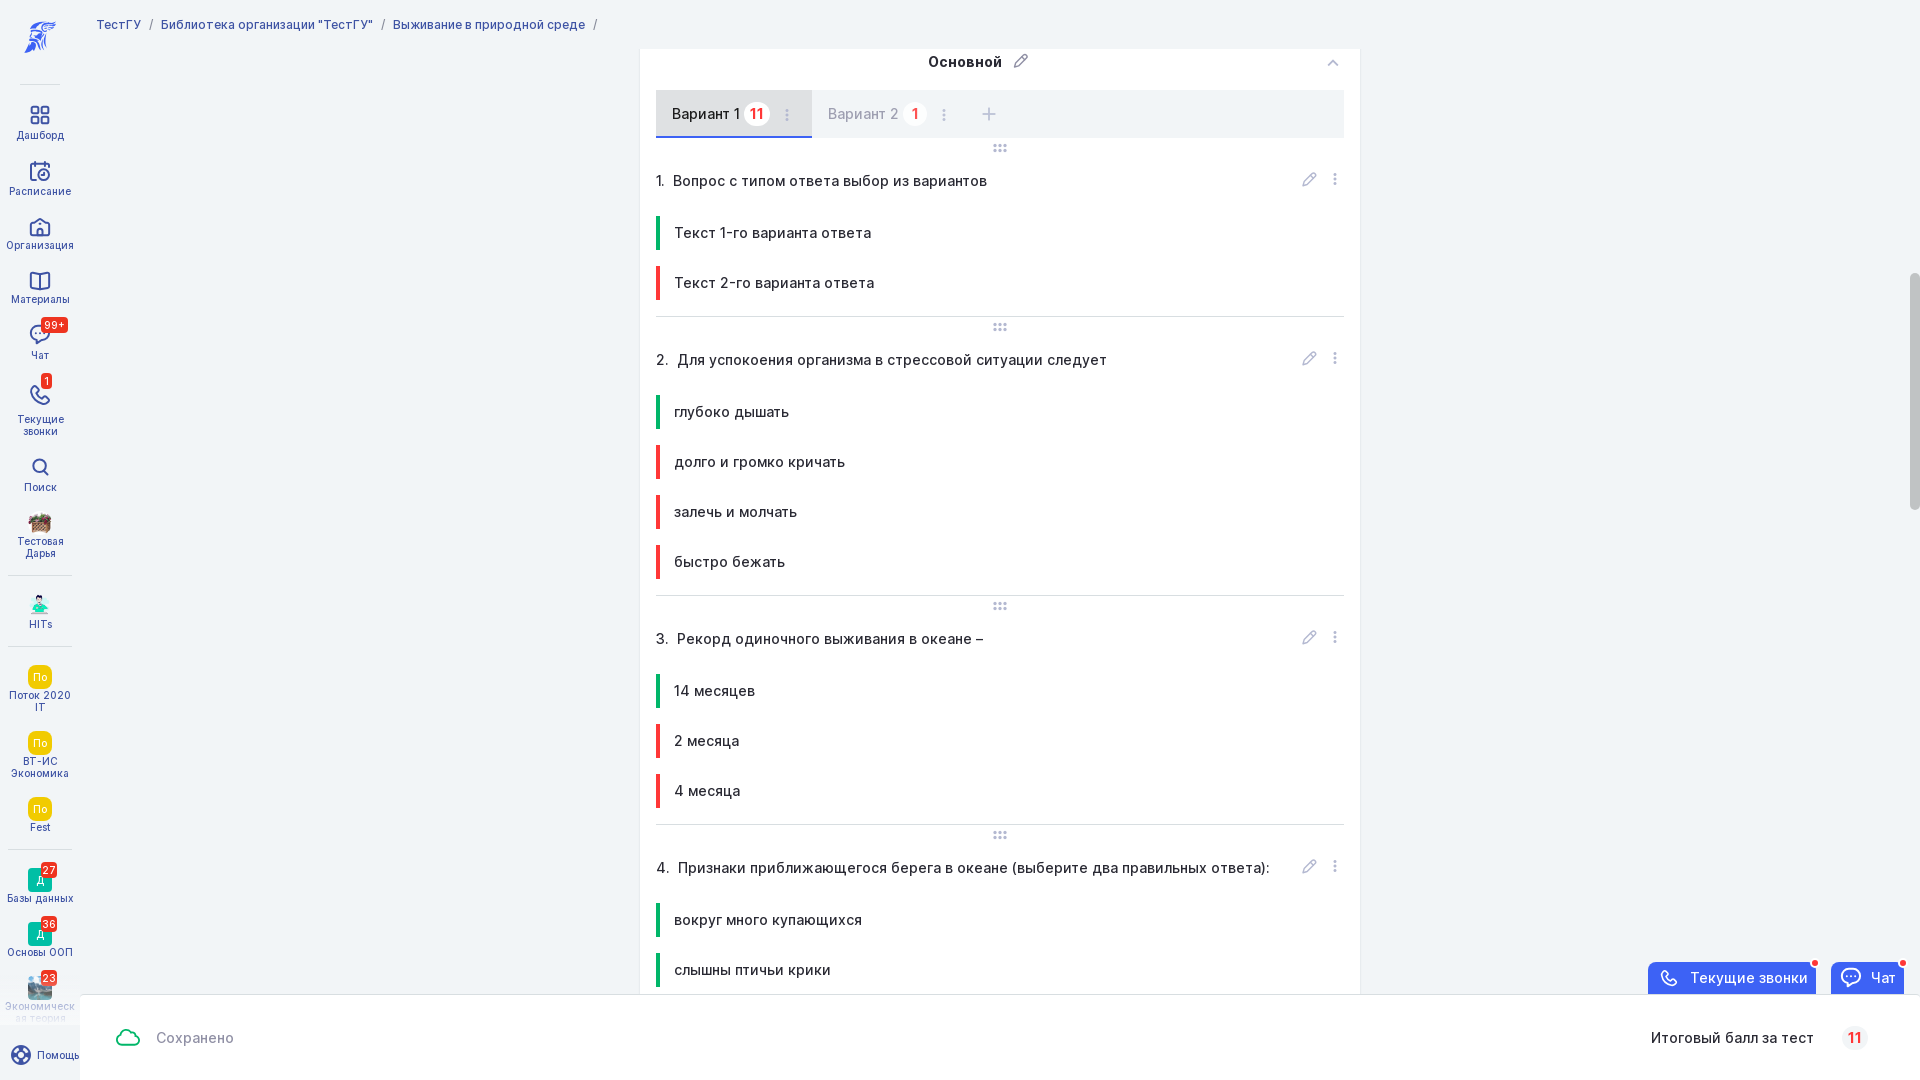 ТестГУ / Библиотека организации "ТестГУ" / Выживание в природной среде /
Дашборд
Расписание
Организация
Материалы
99+
Чат
1
Текущие
звонки
Поиск
Тестовая
Дарья
HITs
По
Поток 2020
IT
По
ВТ-ИС
Экономика
По
Fest
27
Д
Базы данных
36
Д
Основы ООП
23
Экономическ
ая теория
Помощь
Основной
Вариант 1 11
Вариант 2 1
1. Вопрос с типом ответа выбор из вариантов
Текст 1-го варианта ответа
Текст 2-го варианта ответа
2. Для успокоения организма в стрессовой ситуации следует
глубоко дышать
долго и громко кричать
залечь и молчать
быстро бежать
3. Рекорд одиночного выживания в океане –
14 месяцев
2 месяца
4 месяца
4. Признаки приближающегося берега в океане (выберите два правильных ответа):
вокруг много купающихся
слышны птичьи крики
Текущие звонки
Чат
Сохранено
Итоговый балл за тест 11